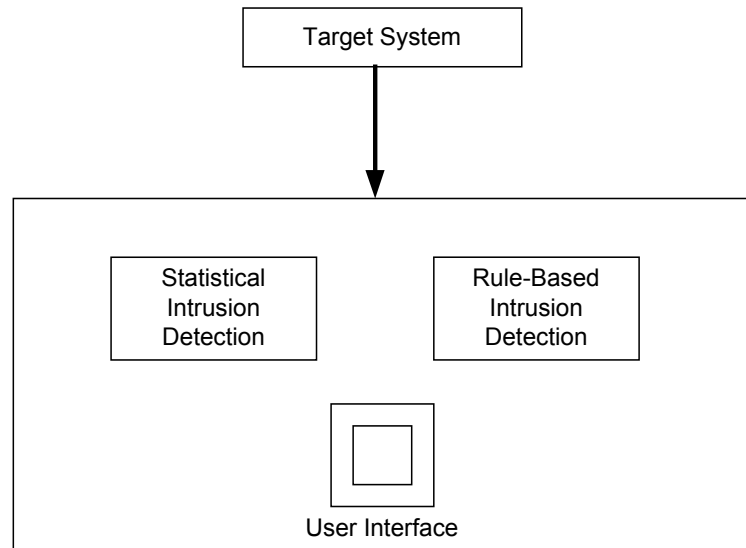 Target System
Statistical
Intrusion
Detection
Rule-Based
Intrusion
Detection
User Interface